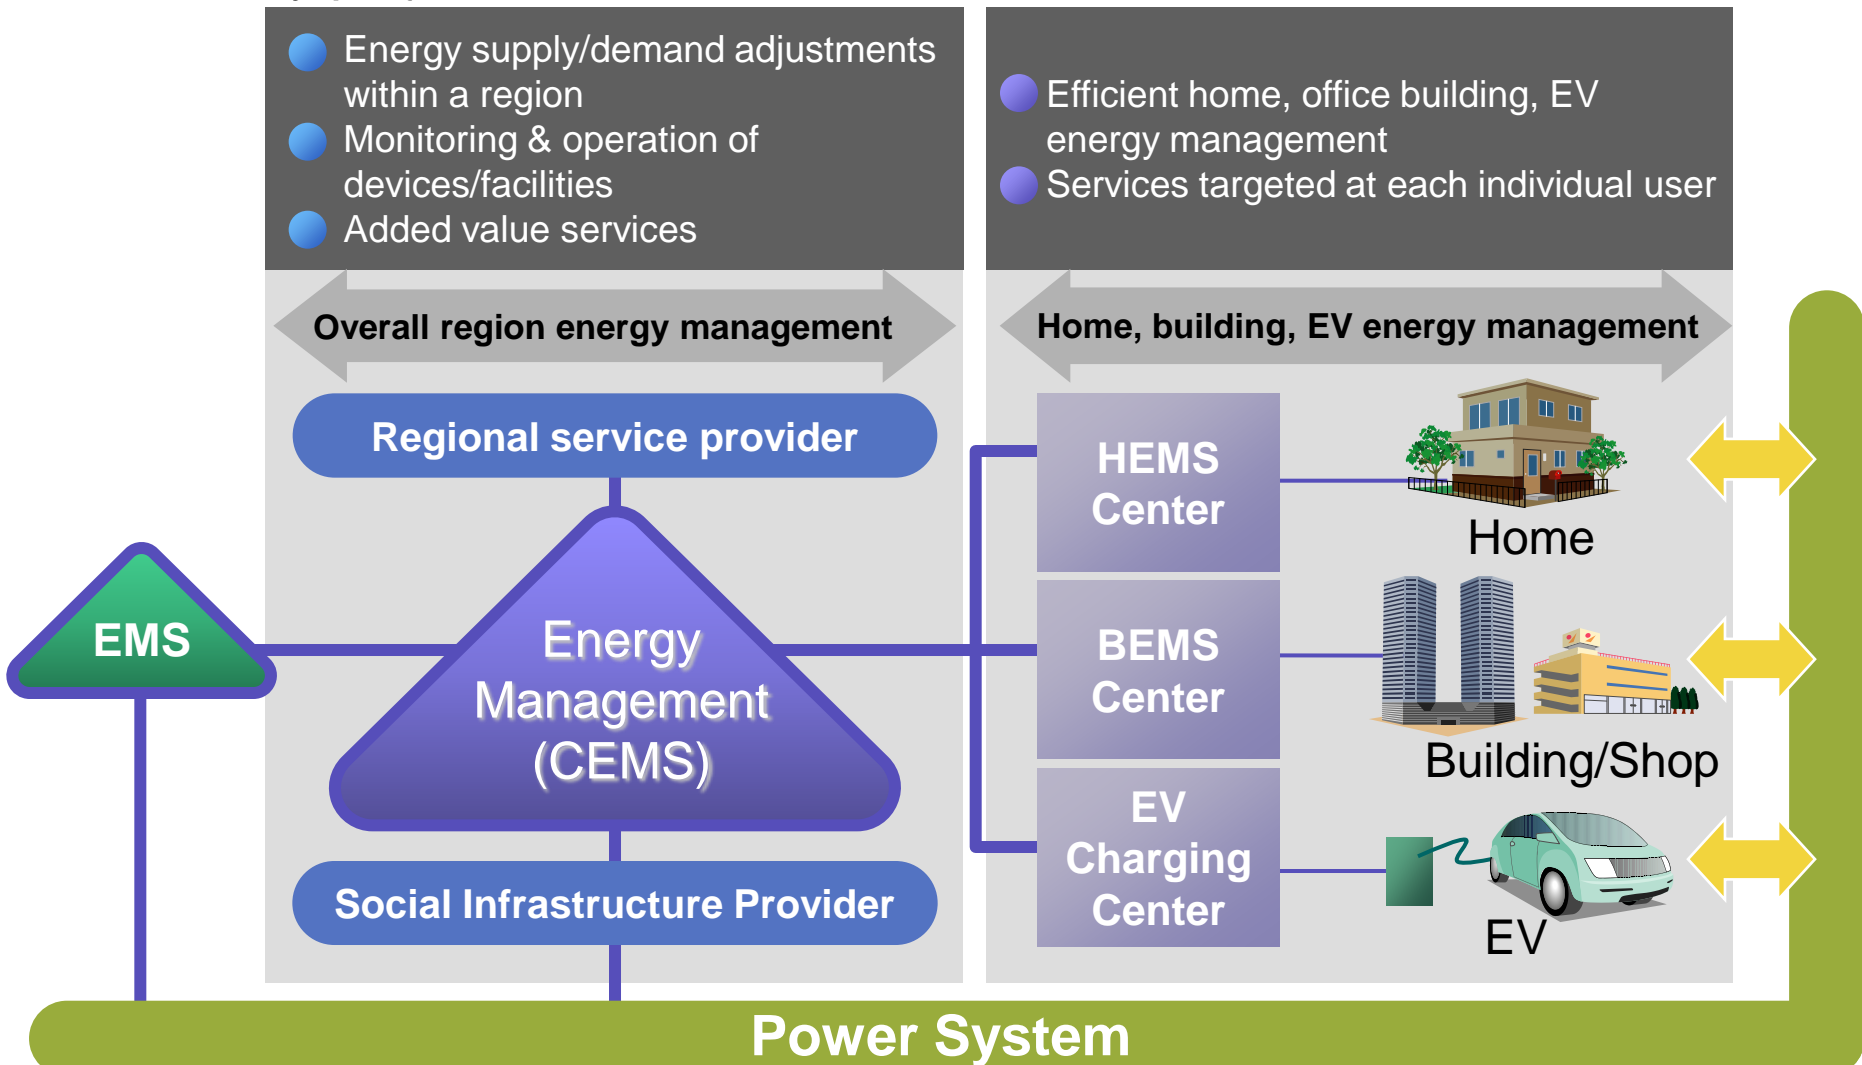 Energy supply/demand adjustments
within a region
Monitoring & operation of
devices/facilities
Added value services
Efficient home, office building, EV
energy management
Services targeted at each individual user
Overall region energy management
Home, building, EV energy management
Regional service provider
HEMS
Center
Home
EMS
Energy
Management
(CEMS)
BEMS
Center
Building/Shop
EV
Charging
Center
Social Infrastructure Provider
EV
Power System